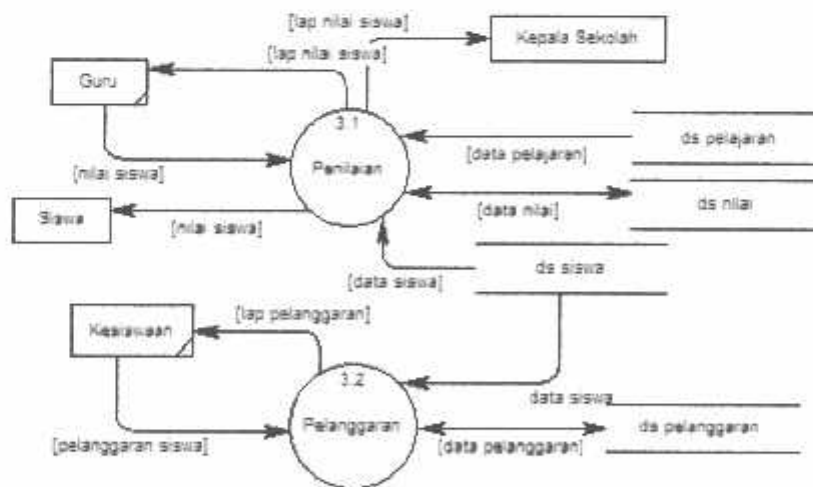 [lap nilai siswa]
Kepala Sekolah
[lap nilai siswa]
Guru
3.1
Penilaian
[data pelajaran]
ds pelajaran
[nilai siswa]
[data nilai]
ds nilai
Siswa
[nilai siswa]
[data siswa]
ds siswa
[lap pelanggaran]
Kesiswaan
3.2
Pelanggaran
data siswa
[pelanggaran siswa]
[data pelanggaran]
ds pelanggaran